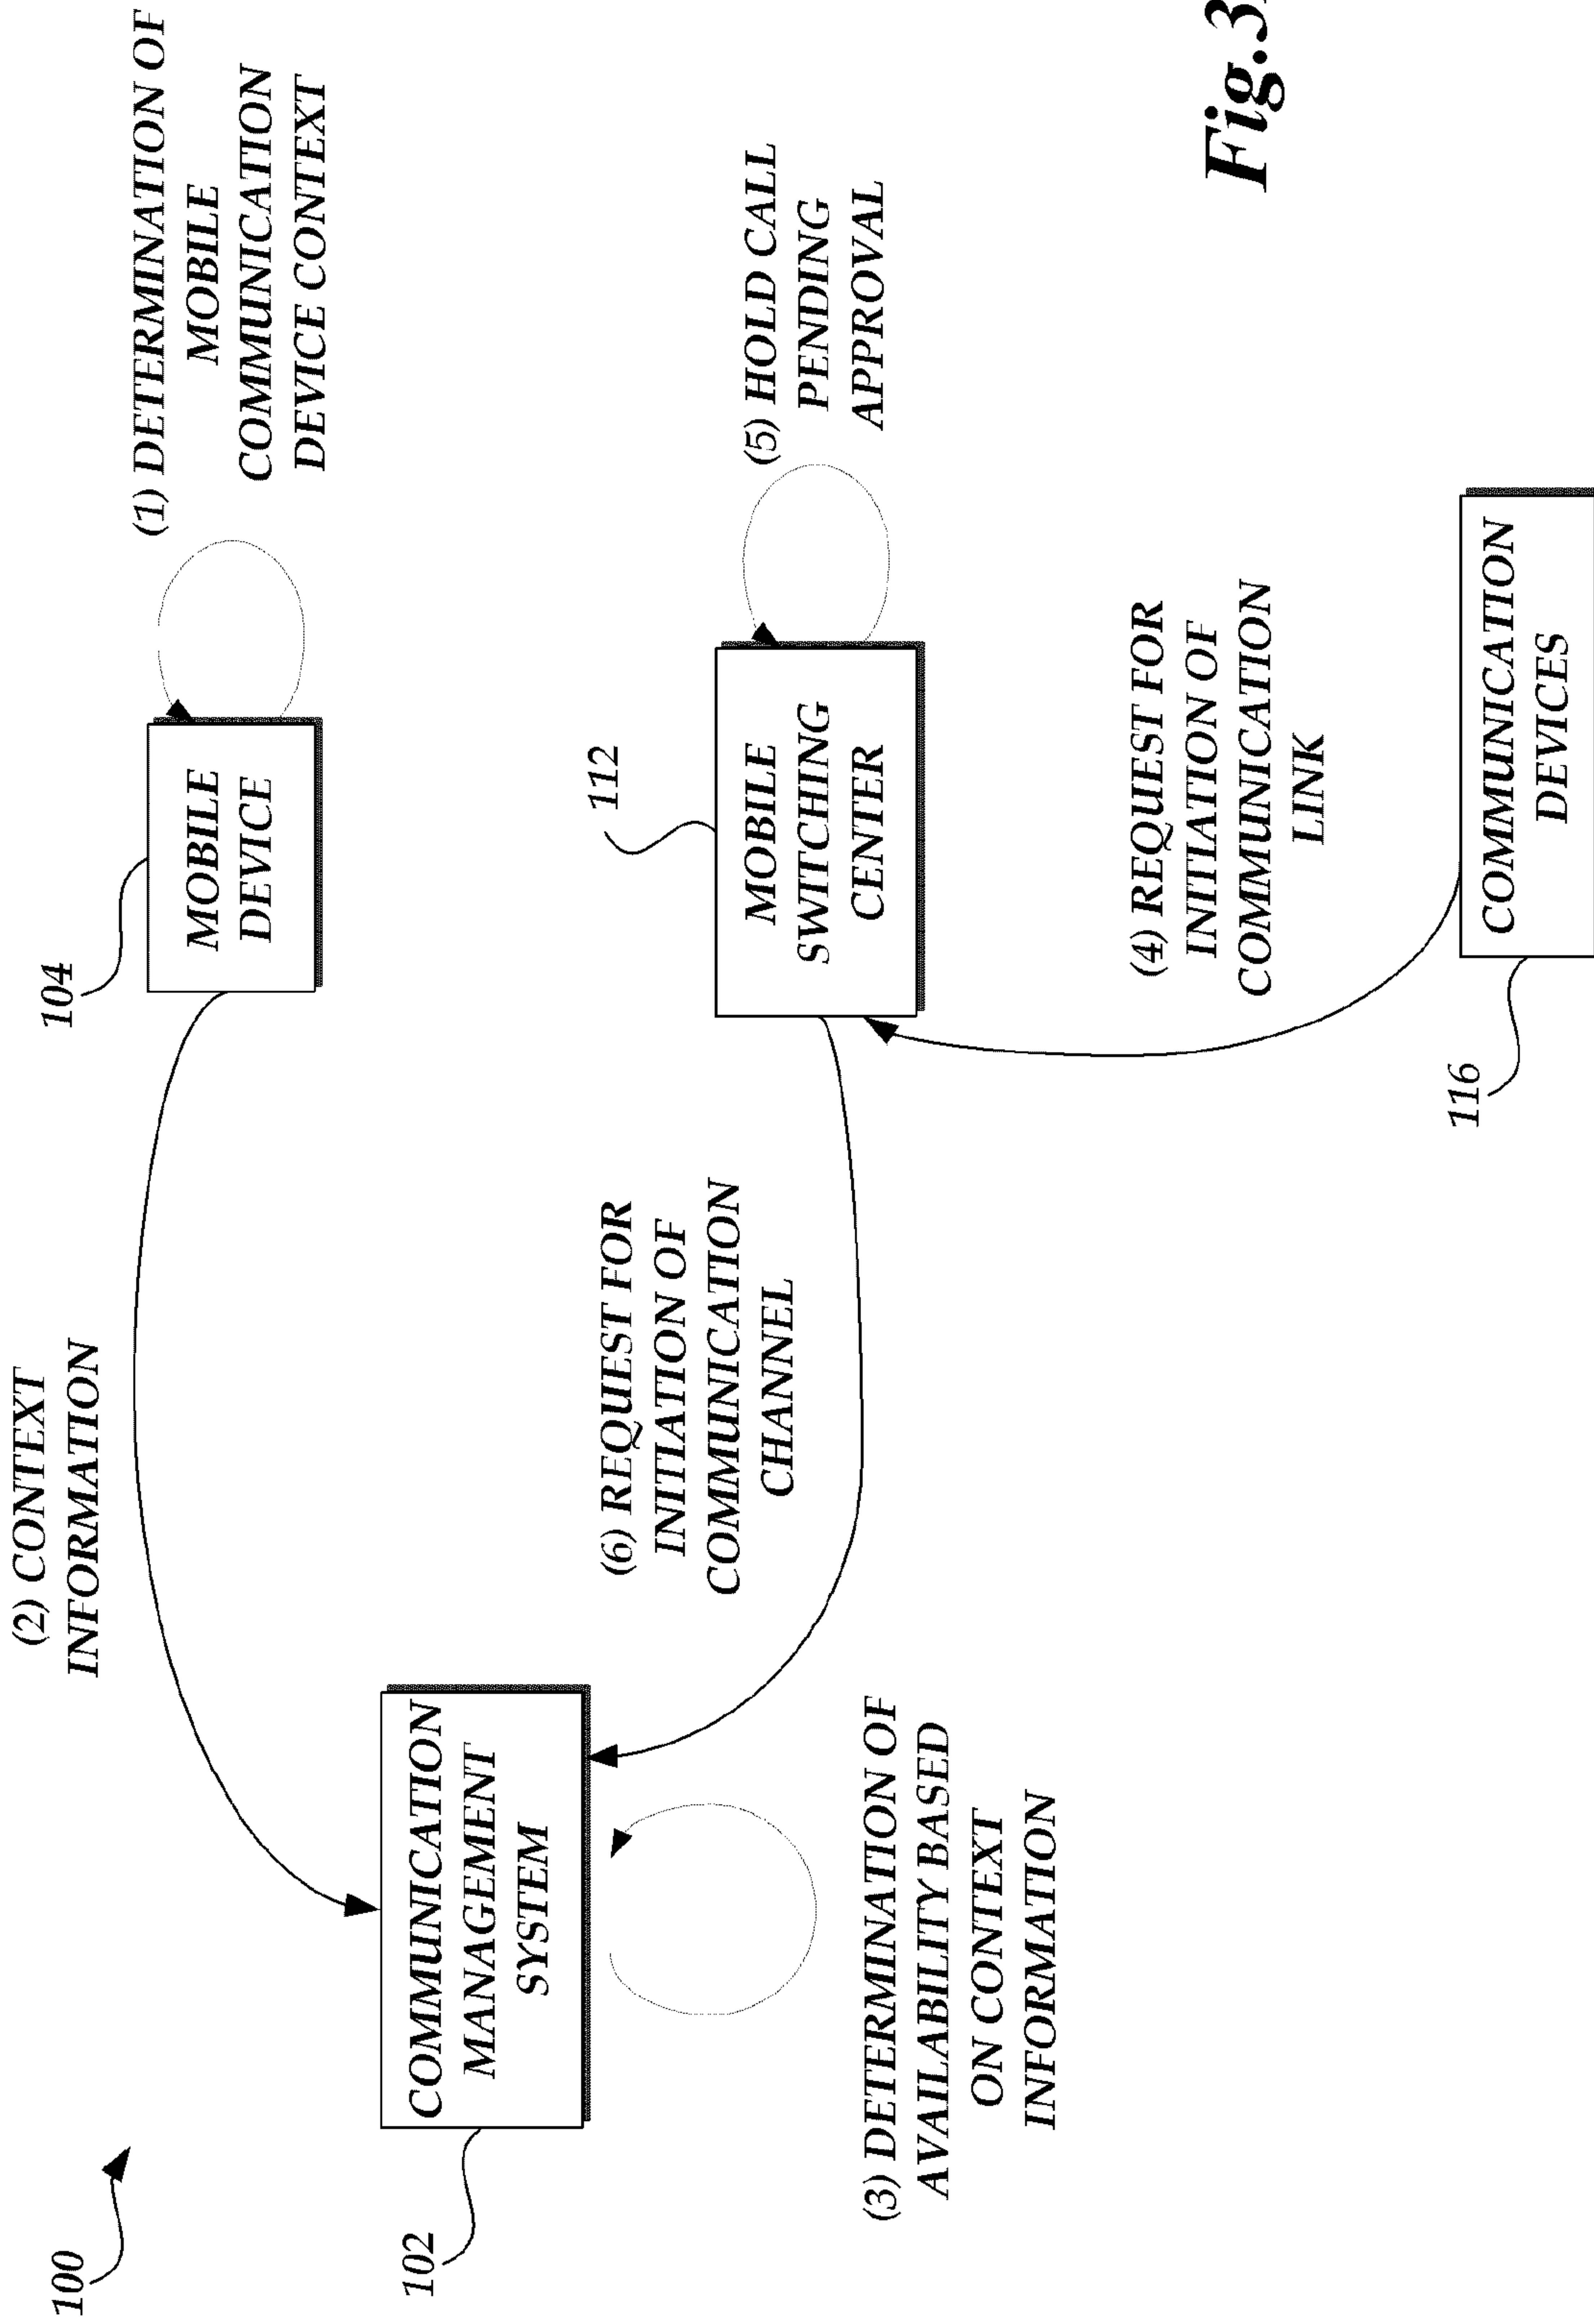 100
(2) CONTEXT
INFORMATION
104
MOBILE
DEVICE
(1) DETERMINATION OF
MOBILE
COMMUNICATION
DEVICE CONTEXT
102
COMMUNICATION
MANAGEMENT
SYSTEM
(6) REQUEST FOR
INITIATION OF
COMMUNICATION
CHANNEL
112
MOBILE
SWITCHING
CENTER
(5) HOLD CALL
PENDING
APPROVAL
(3) DETERMINATION OF
AVAILABILITY BASED
ON CONTEXT
INFORMATION
(4) REQUEST FOR
INITIATION OF
COMMUNICATION
LINK
116
COMMUNICATION
DEVICES
Fig.3